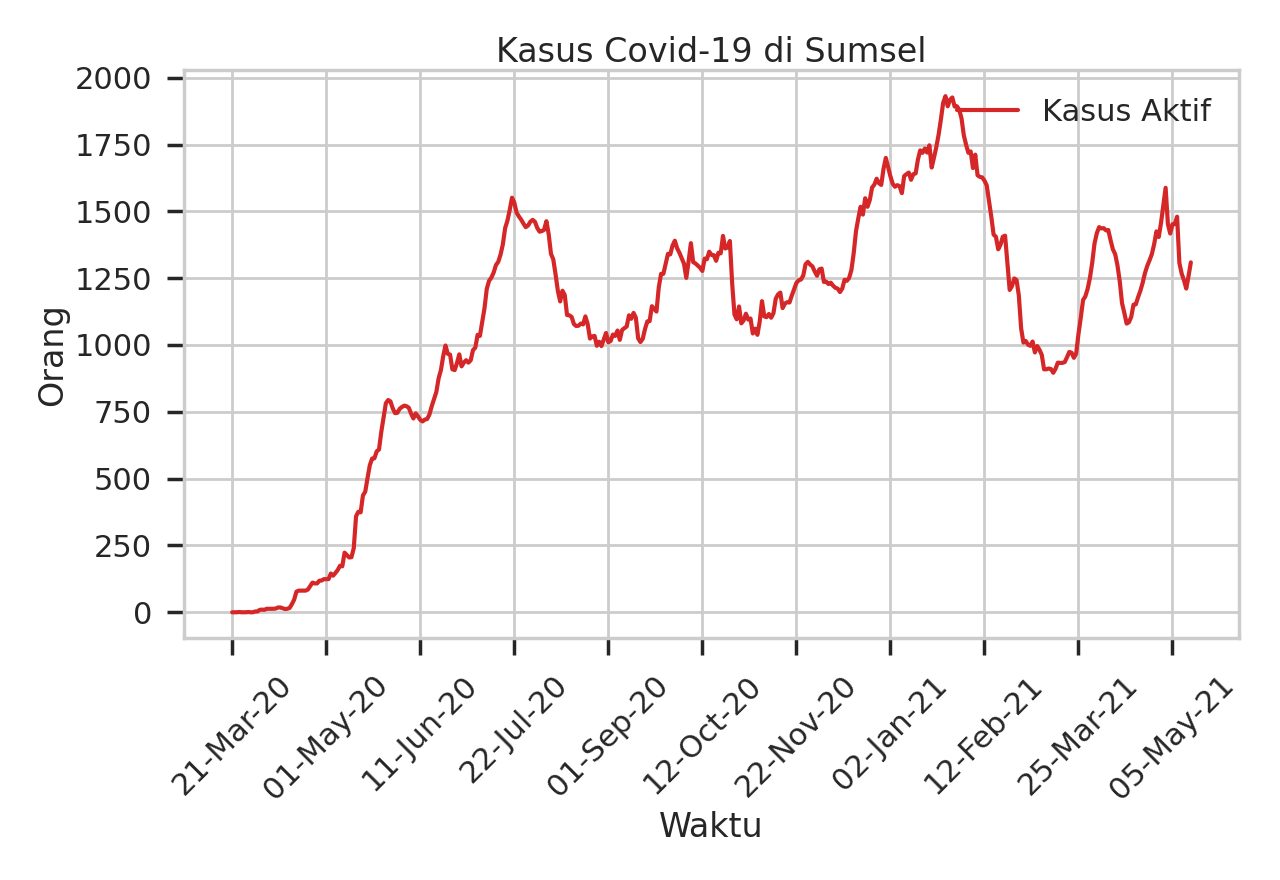 Kasus Covid-19 di Sumsel
Kasus Aktif
2000
1750
1500
1250
1000
750
500
250
0
Orang
21-Mar-20
01-May-20
11-Jun-20
22-Jul-20
01-Sep-20
12-Oct-20
22-Nov-20
02-Jan-21
12-Feb-21
25-Mar-21
05-May-21
Waktu